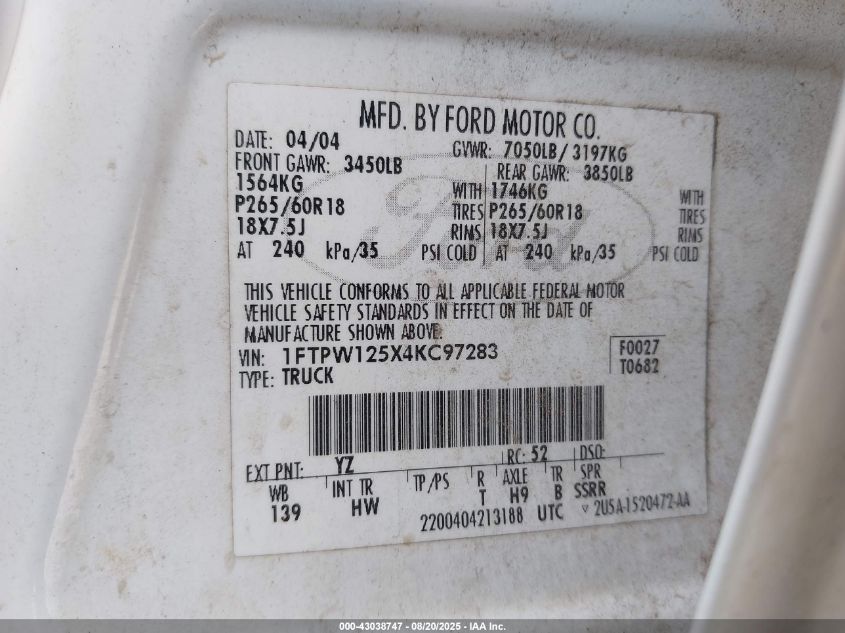 MFD. BY FORD MOTOR CO.
DATE: 04/04 GVWR: 7050LB/ 3197KG
FRONT GAWR: 3450LB REAR GAWR: 3850LB
1564KG WITH 1746KG WITH
P265/60R18 TIRES P265/60R18 TIRES
18X7.5J RIMS 18X7.5J RIMS
AT 240 kPa/35 PSI COLD AT 240 kPa/35 PSI COLD
Ford
THIS VEHICLE CONFORMS TO ALL APPLICABLE FEDERAL MOTOR
VEHICLE SAFETY STANDARDS IN EFFECT ON THE DATE OF
MANUFACTURE SHOWN ABOVE.
VIN: 1FTPW125X4KC97283 F0027
TYPE: TRUCK T0682
EXT PNT: YZ RC: 52 DSO:
WB INT TR TP/PS R AXLE TR SPR
139 HW T H9 B SSRR
2200404213188 UTC 2U5A-1520472-AA
000-43038747 - 08/20/2025 - IAA Inc.